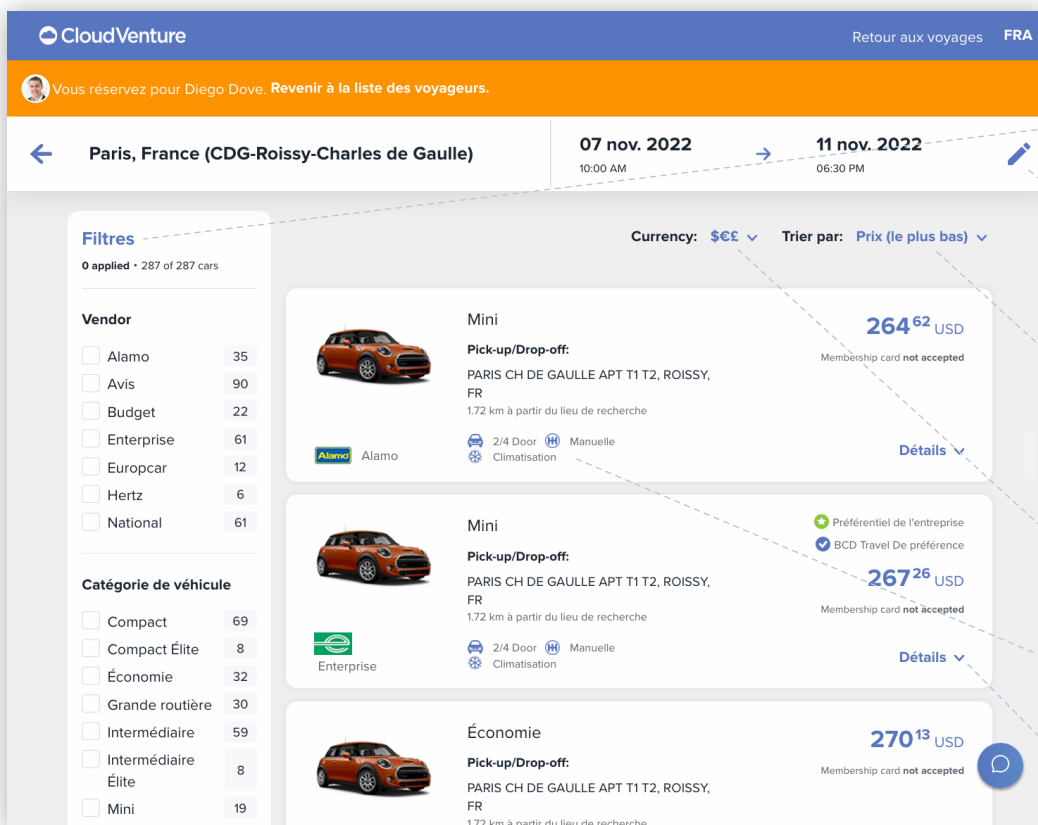 CloudVenture
Retour aux voyages FRA
Vous réservez pour Diego Dove. Revenir à la liste des voyageurs.
Paris, France (CDG-Roissy-Charles de Gaulle)
07 nov. 2022
10:00 AM
11 nov. 2022
06:30 PM
Filtres
0 applied • 287 of 287 cars
Vendor
Alamo 35
Avis 90
Budget 22
Enterprise 61
Europcar 12
Hertz 6
National 61
Catégorie de véhicule
Compact 69
Compact Élite 8
Économie 32
Grande routière 30
Intermédiaire 59
Intermédiaire
Élite 8
Mini 19
Currency: $€£ Trier par: Prix (le plus bas)
Mini
Pick-up/Drop-off:
PARIS CH DE GAULLE APT T1 T2, ROISSY,
FR
1.72 km à partir du lieu de recherche
2/4 Door Manuelle
Climatisation
Alamo Alamo
264 62 USD
Membership card not accepted
Détails
Mini
Pick-up/Drop-off:
PARIS CH DE GAULLE APT T1 T2, ROISSY,
FR
1.72 km à partir du lieu de recherche
2/4 Door Manuelle
Climatisation
Enterprise
Préférentiel de l'entreprise
BCD Travel De préférence
267 26 USD
Membership card not accepted
Détails
Économie
Pick-up/Drop-off:
PARIS CH DE GAULLE APT T1 T2, ROISSY,
FR
1.72 km à partir du lieu de recherche
270 13 USD
Membership card not accepted